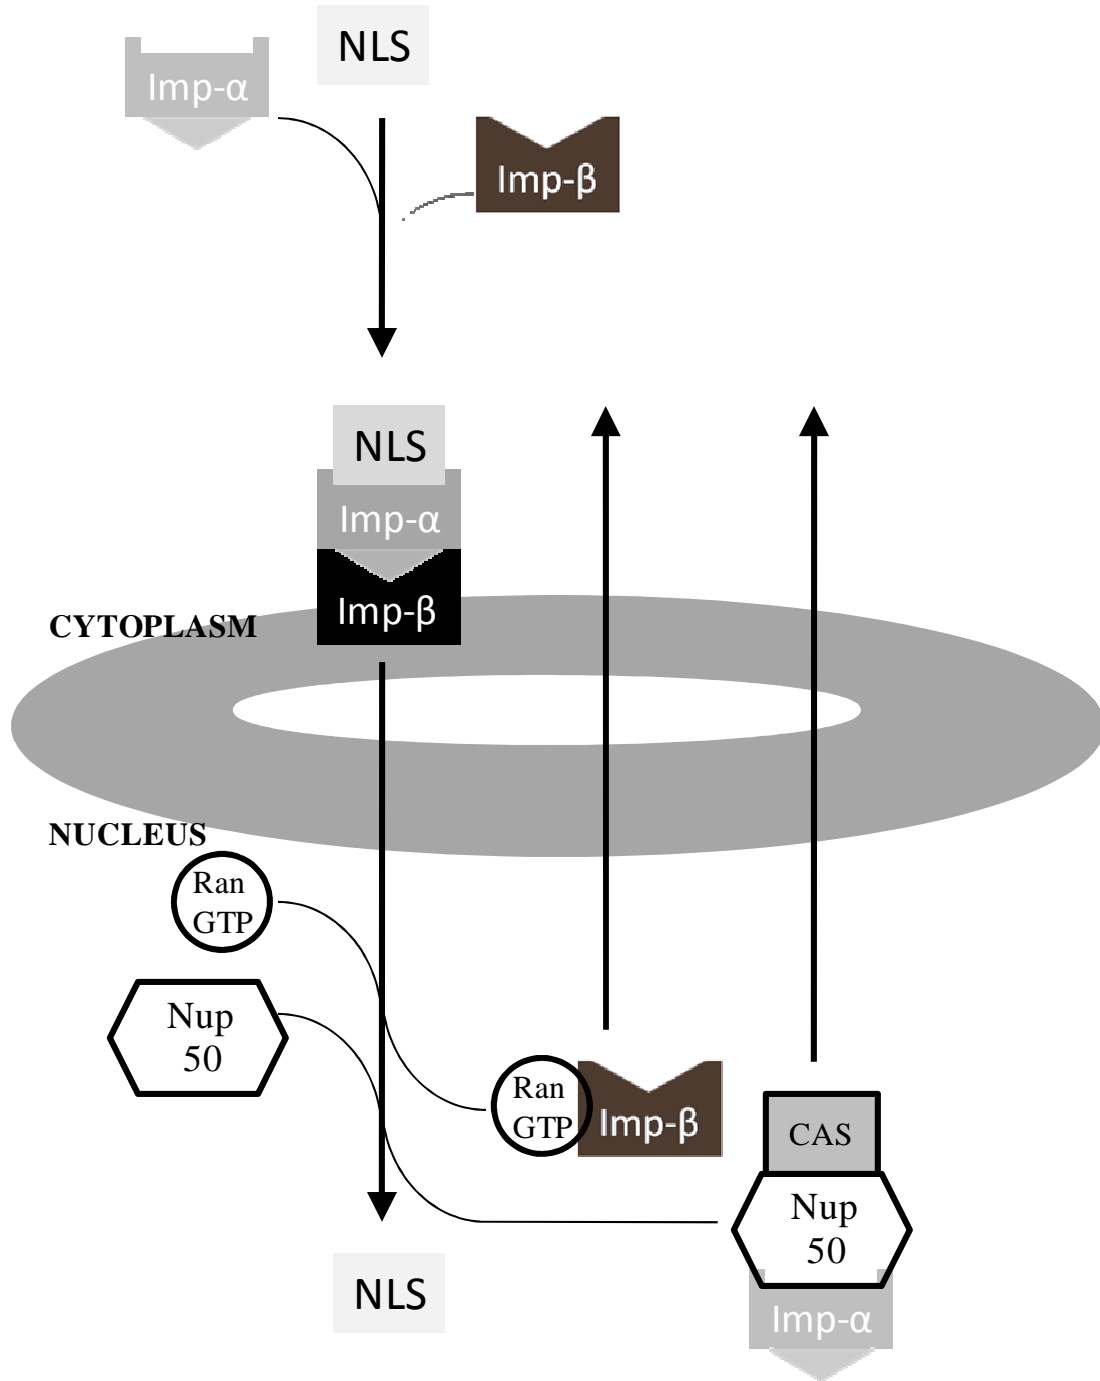 NLS
Imp-α
Imp-β
NLS
Imp-α
Imp-β
CYTOPLASM
NUCLEUS
Ran
GTP
Nup
50
Ran
GTP
Imp-β
CAS
Nup
50
NLS
Imp-α